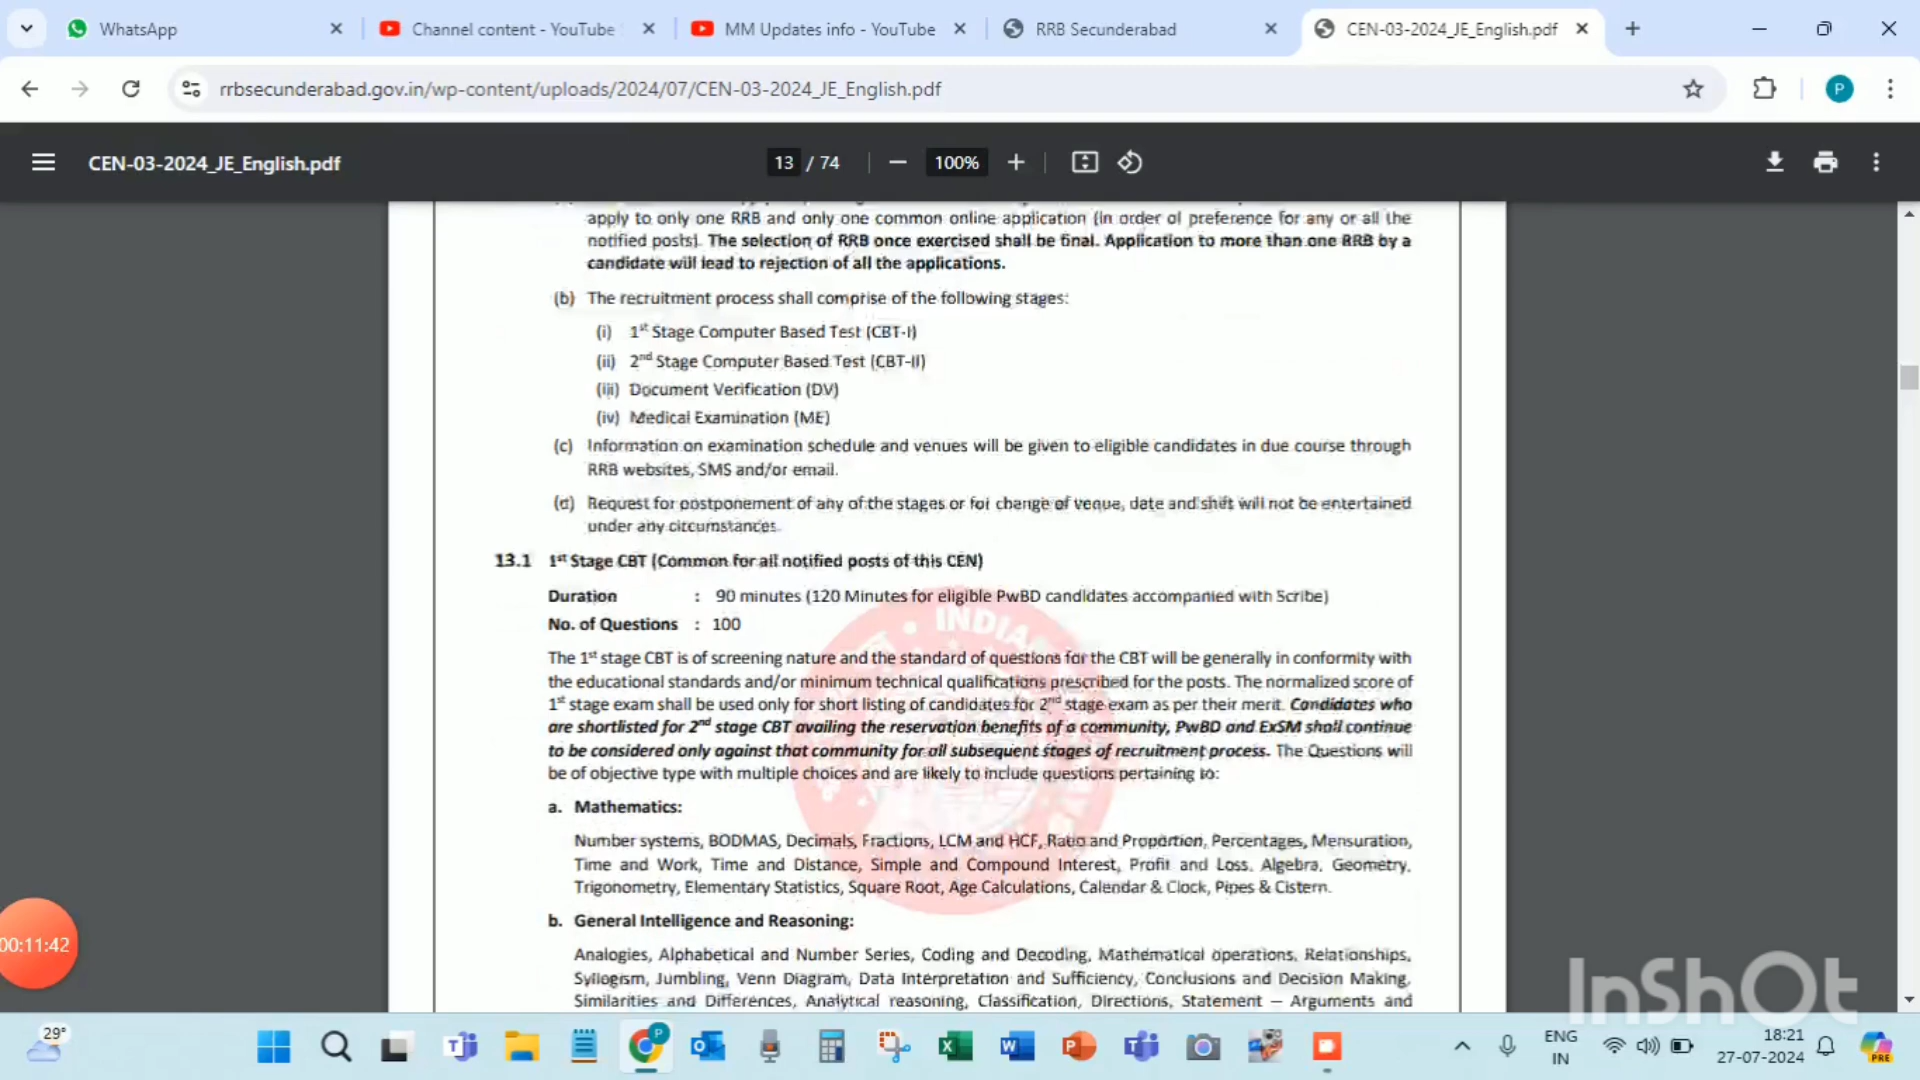 WhatsApp
Channel content - YouTube
MM Updates info - YouTube
RRB Secunderabad
CEN-03-2024_JE_English.pdf
rrbsecunderabad.gov.in/wp-content/uploads/2024/07/CEN-03-2024_JE_English.pdf
P
CEN-03-2024_JE_English.pdf
13 / 74
100%
apply to only one RRB and only one common online application (in order of preference for any or all the
notified posts). The selection of RRB once exercised shall be final. Application to more than one RRB by a
candidate will lead to rejection of all the applications.
(b) The recruitment process shall comprise of the following stages:
(i) 1st Stage Computer Based Test (CBT-I)
(ii) 2nd Stage Computer Based Test (CBT-II)
(iii) Document Verification (DV)
(iv) Medical Examination (ME)
(c) Information on examination schedule and venues will be given to eligible candidates in due course through
RRB websites, SMS and/or email.
(d) Request for postponement of any of the stages or for change of venue, date and shift will not be entertained
under any circumstances.
13.1 1st Stage CBT (Common for all notified posts of this CEN)
Duration : 90 minutes (120 Minutes for eligible PwBD candidates accompanied with Scribe)
No. of Questions : 100
The 1st stage CBT is of screening nature and the standard of questions for the CBT will be generally in conformity with
the educational standards and/or minimum technical qualifications prescribed for the posts. The normalized score of
1st stage exam shall be used only for short listing of candidates for 2nd stage exam as per their merit. Candidates who
are shortlisted for 2nd stage CBT availing the reservation benefits of a community, PwBD and ExSM shall continue
to be considered only against that community for all subsequent stages of recruitment process. The Questions will
be of objective type with multiple choices and are likely to include questions pertaining to:
a. Mathematics:
Number systems, BODMAS, Decimals, Fractions, LCM and HCF, Ratio and Proportion, Percentages, Mensuration,
Time and Work, Time and Distance, Simple and Compound Interest, Profit and Loss, Algebra, Geometry,
Trigonometry, Elementary Statistics, Square Root, Age Calculations, Calendar & Clock, Pipes & Cistern.
b. General Intelligence and Reasoning:
Analogies, Alphabetical and Number Series, Coding and Decoding, Mathematical operations, Relationships,
Syllogism, Jumbling, Venn Diagram, Data Interpretation and Sufficiency, Conclusions and Decision Making,
Similarities and Differences, Analytical reasoning, Classification, Directions, Statement – Arguments and
INDIAN
00:11:42
InShOt
29°
ENG
IN
18:21
27-07-2024
PRE